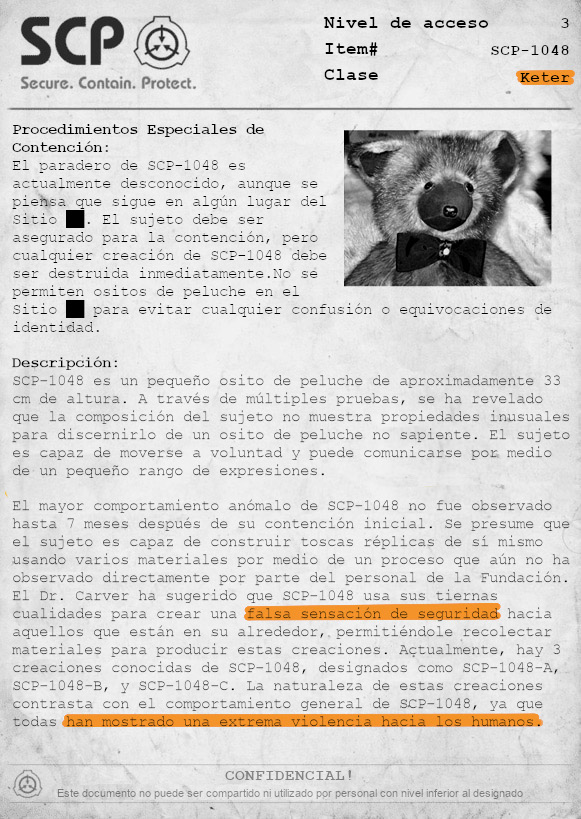 SCP
Secure. Contain. Protect.
Nivel de acceso 3
Item# SCP-1048
Clase Keter
Procedimientos Especiales de
Contención:
El paradero de SCP-1048 es
actualmente desconocido, aunque se
piensa que sigue en algún lugar del
Sitio ██. El sujeto debe ser
asegurado para la contención, pero
cualquier creación de SCP-1048 debe
ser destruida inmediatamente.No se
permiten ositos de peluche en el
Sitio ██ para evitar cualquier confusión o equivocaciones de
identidad.
Descripción:
SCP-1048 es un pequeño osito de peluche de aproximadamente 33
cm de altura. A través de múltiples pruebas, se ha revelado
que la composición del sujeto no muestra propiedades inusuales
para discernirlo de un osito de peluche no sapiente. El sujeto
es capaz de moverse a voluntad y puede comunicarse por medio
de un pequeño rango de expresiones.
El mayor comportamiento anómalo de SCP-1048 no fue observado
hasta 7 meses después de su contención inicial. Se presume que
el sujeto es capaz de construir toscas réplicas de sí mismo
usando varios materiales por medio de un proceso que aún no ha
observado directamente por parte del personal de la Fundación.
El Dr. Carver ha sugerido que SCP-1048 usa sus tiernas
cualidades para crear una falsa sensación de seguridad hacia
aquellos que están en su alrededor, permitiéndole recolectar
materiales para producir estas creaciones. Actualmente, hay 3
creaciones conocidas de SCP-1048, designados como SCP-1048-A,
SCP-1048-B, y SCP-1048-C. La naturaleza de estas creaciones
contrasta con el comportamiento general de SCP-1048, ya que
todas han mostrado una extrema violencia hacia los humanos.
CONFIDENCIAL!
Este documento no puede ser compartido ni utilizado por personal con nivel inferior al designado